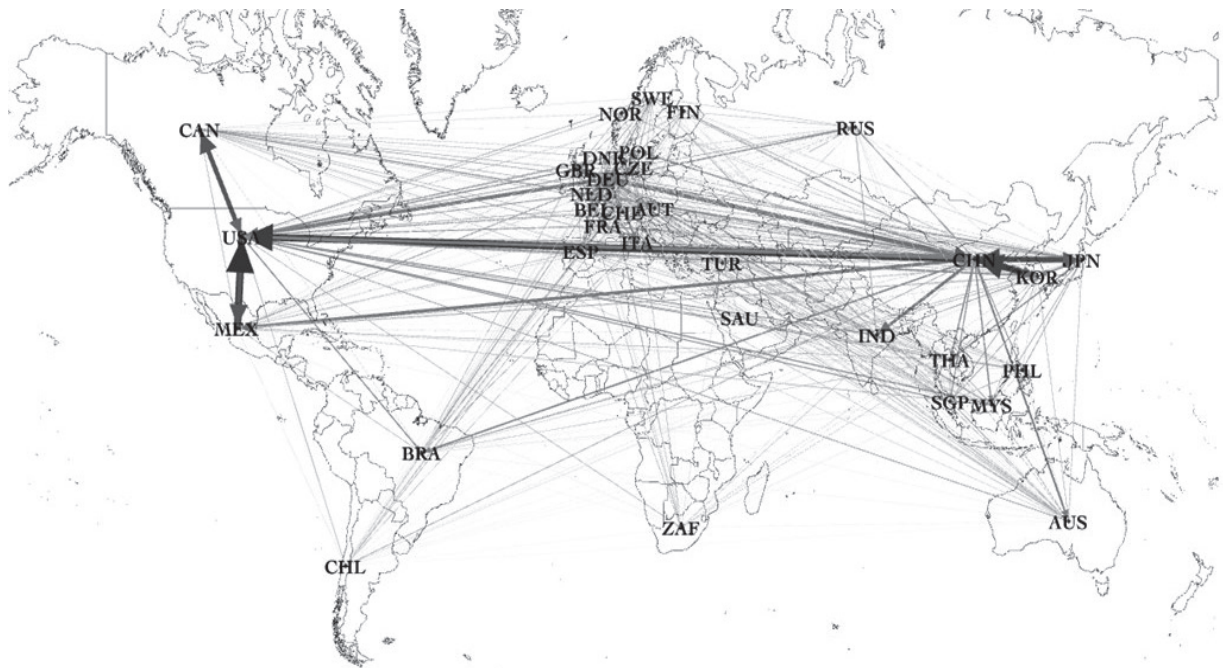 SWE
NOR
FIN
CAN
RUS
POL
DNK
CZE
GBR
DEU
NLD
BEL
CHE
AUT
FRA
USA
ITA
ESP
TUR
CHN
JPN
KOR
SAU
MEX
IND
THA
PHL
SGP
MYS
BRA
AUS
ZAF
CHL